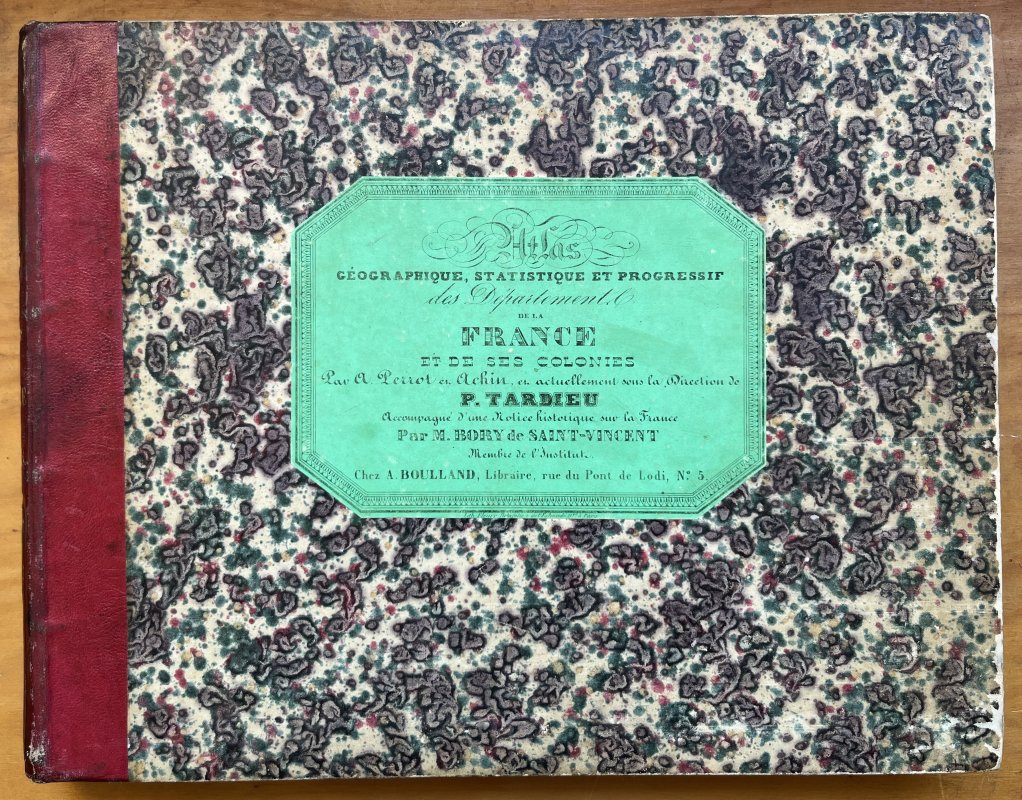 Atlas
GÉOGRAPHIQUE, STATISTIQUE ET PROGRESSIF
des Départemens
DE LA
FRANCE
ET DE SES COLONIES
Par A. Perrot et Achin, et actuellement sous la Direction de
P. TARDIEU
Accompagné d'une Notice historique sur la France
Par M. BORY de SAINT-VINCENT
Membre de l'Institut.
Chez A. BOULLAND, Libraire, rue du Pont de Lodi, N° 5.